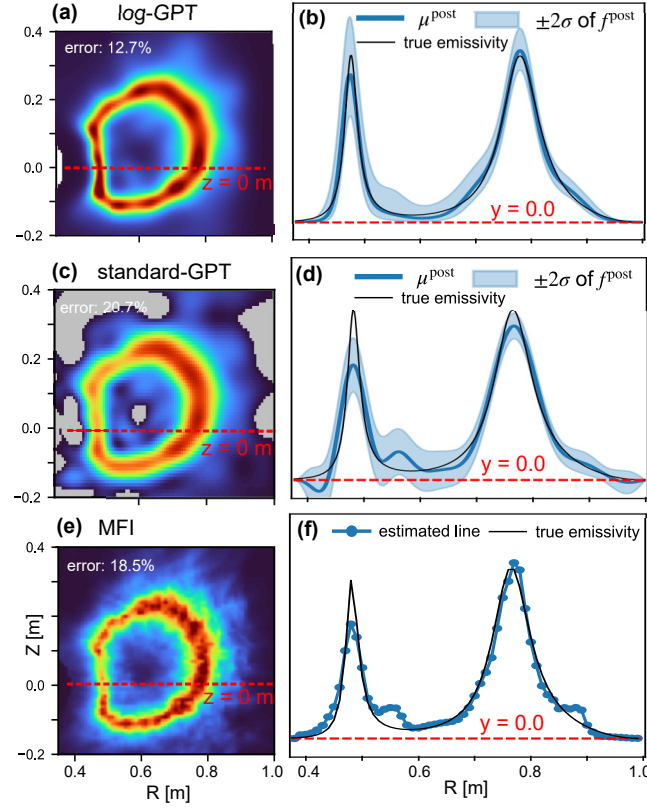 (a) log-GPT
error: 12.7%
0.4
0.2
0.0
−0.2
z = 0 m
(b)
μ^post ±2σ of f^post
true emissivity
y = 0.0
(c) standard-GPT
error: 20.7%
0.4
0.2
0.0
−0.2
z = 0 m
(d)
μ^post ±2σ of f^post
true emissivity
y = 0.0
(e) MFI
error: 18.5%
0.4
0.2
0.0
−0.2
Z [m]
z = 0 m
0.4 0.6 0.8 1.0
R [m]
(f)
estimated line true emissivity
y = 0.0
0.4 0.6 0.8 1.0
R [m]